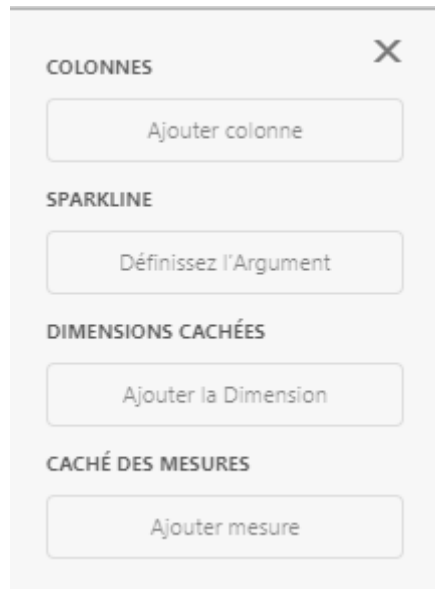 COLONNES
Ajouter colonne
SPARKLINE
Définissez l'Argument
DIMENSIONS CACHÉES
Ajouter la Dimension
CACHÉ DES MESURES
Ajouter mesure